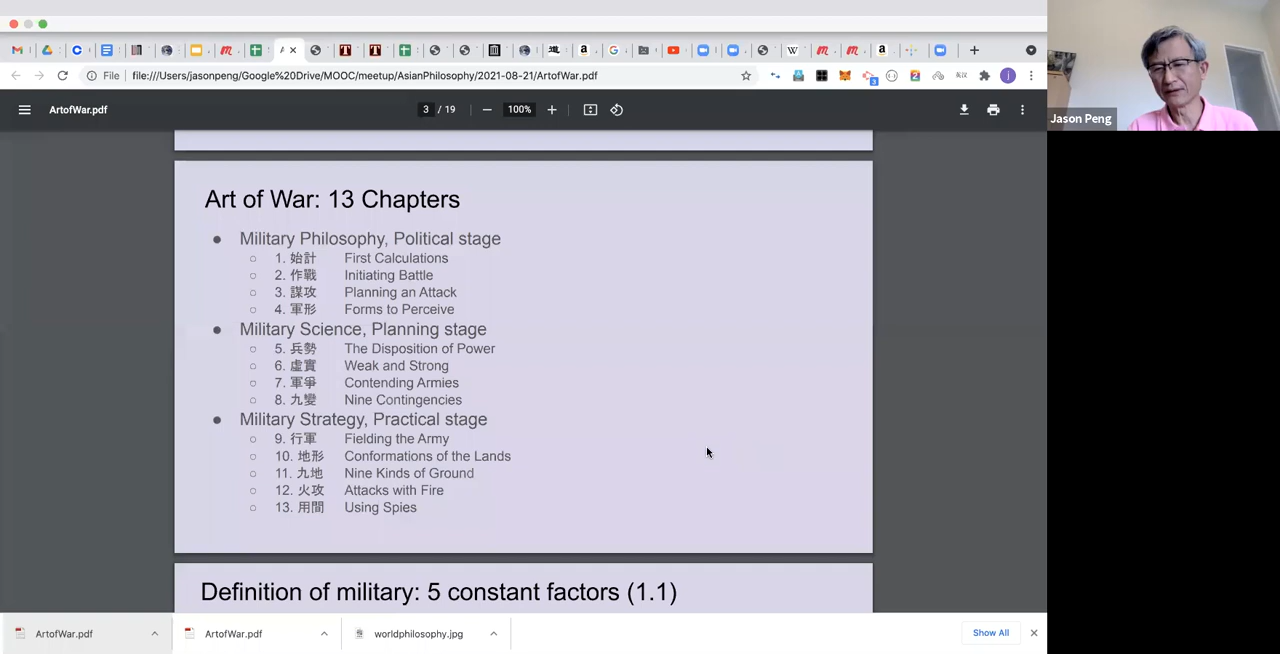 A
File
file:///Users/jasonpeng/Google%20Drive/MOOC/meetup/AsianPhilosophy/2021-08-21/ArtofWar.pdf
ArtofWar.pdf
3 / 19
100%
Jason Peng
Art of War: 13 Chapters
● Military Philosophy, Political stage
○ 1. 始計 First Calculations
○ 2. 作戰 Initiating Battle
○ 3. 謀攻 Planning an Attack
○ 4. 軍形 Forms to Perceive
● Military Science, Planning stage
○ 5. 兵勢 The Disposition of Power
○ 6. 虛實 Weak and Strong
○ 7. 軍爭 Contending Armies
○ 8. 九變 Nine Contingencies
● Military Strategy, Practical stage
○ 9. 行軍 Fielding the Army
○ 10. 地形 Conformations of the Lands
○ 11. 九地 Nine Kinds of Ground
○ 12. 火攻 Attacks with Fire
○ 13. 用間 Using Spies
Definition of military: 5 constant factors (1.1)
ArtofWar.pdf
ArtofWar.pdf
worldphilosophy.jpg
Show All